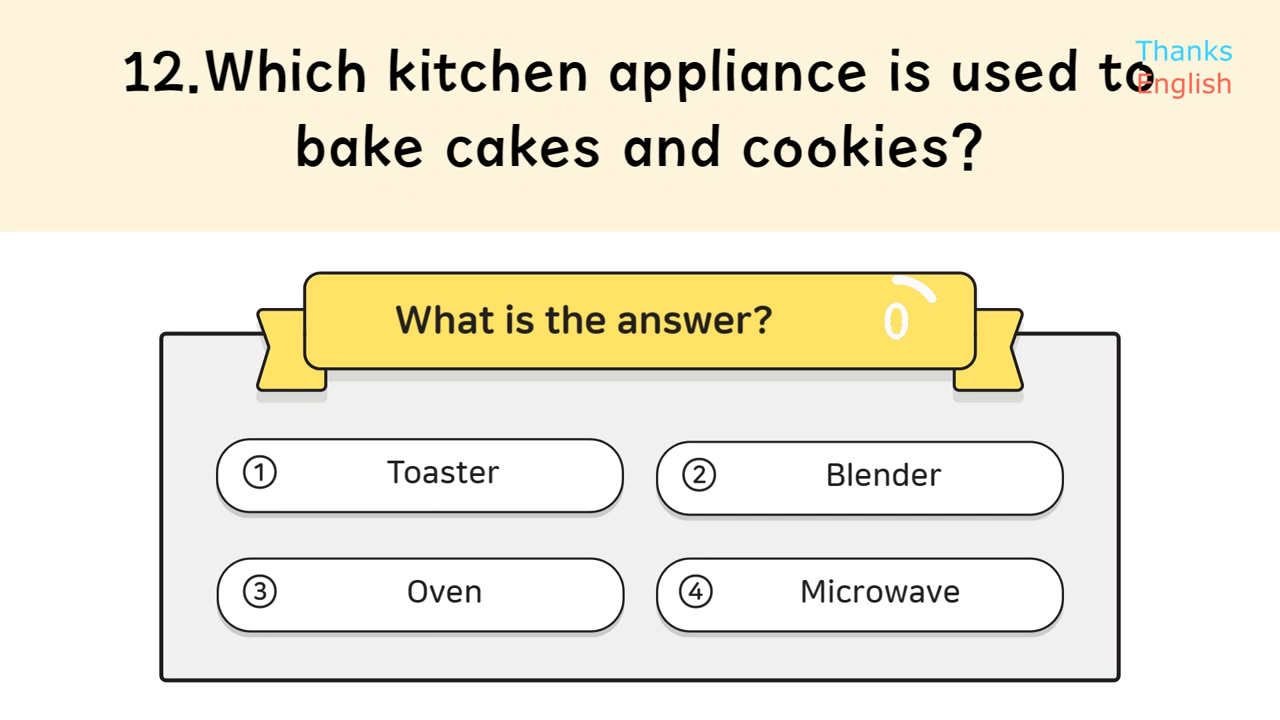 12.Which kitchen appliance is used to
bake cakes and cookies?
Thanks
English
What is the answer?
0
① Toaster
② Blender
③ Oven
④ Microwave